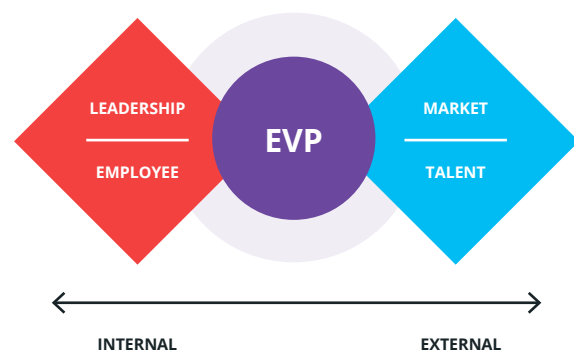 LEADERSHIP
EMPLOYEE
EVP
MARKET
TALENT
INTERNAL
EXTERNAL